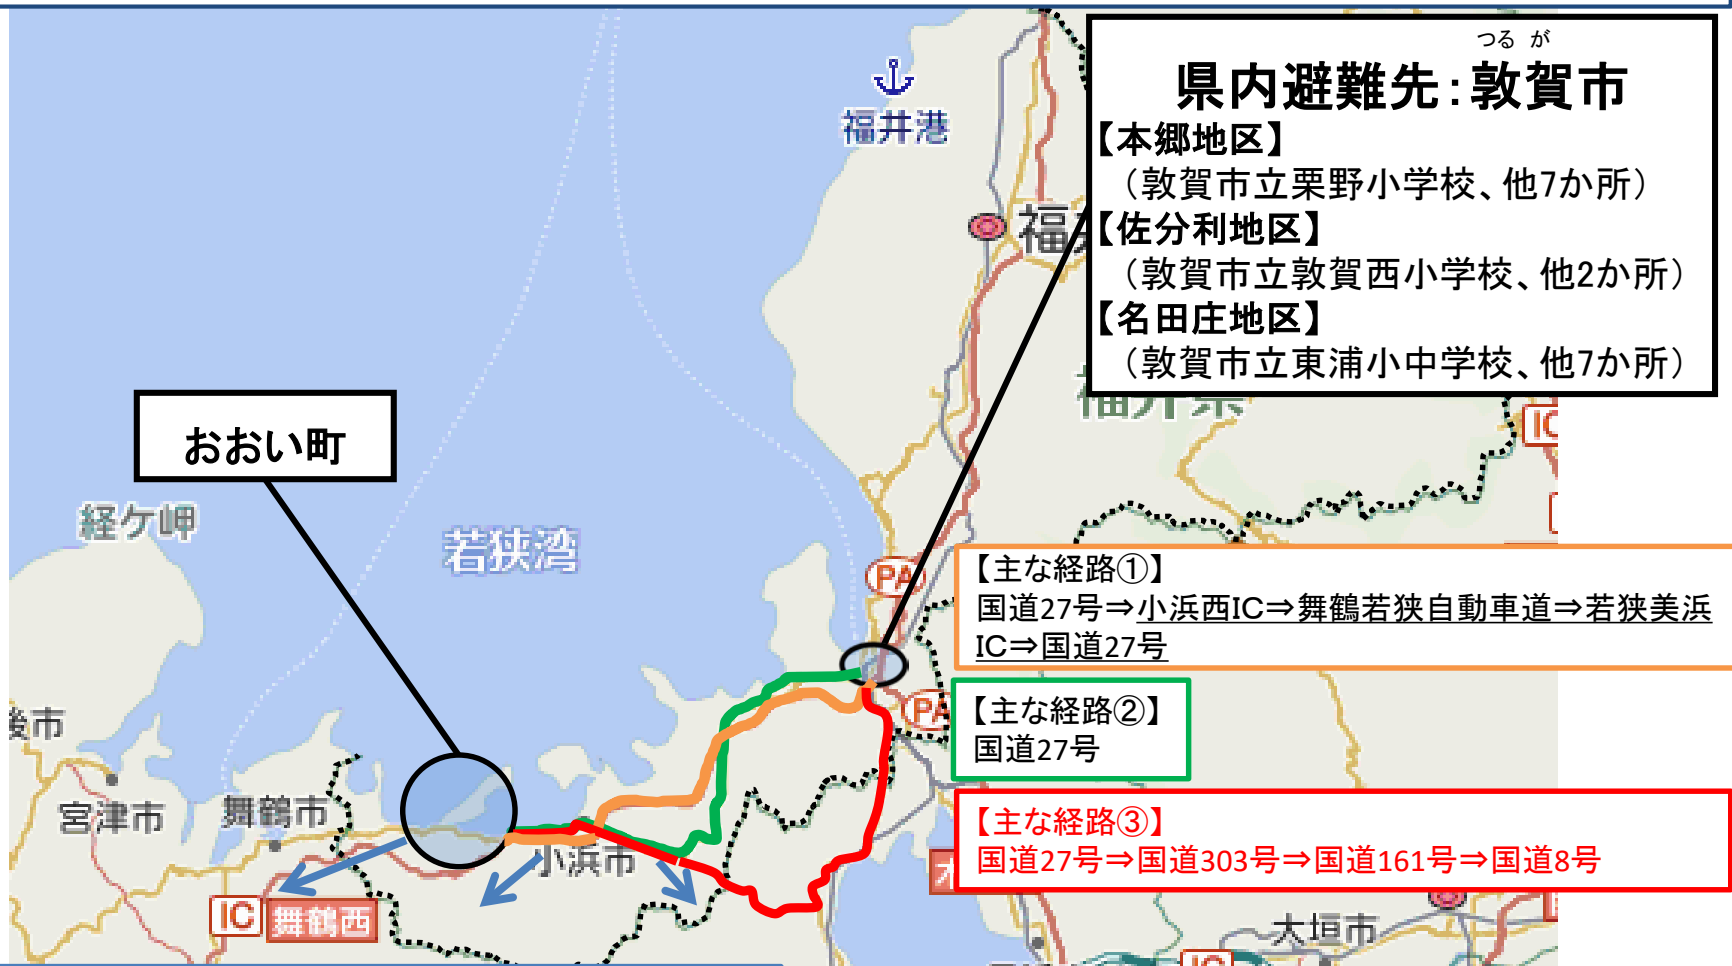 つるが
県内避難先：敦賀市
【本郷地区】
（敦賀市立粟野小学校、他7か所）
【佐分利地区】
（敦賀市立敦賀西小学校、他2か所）
【名田庄地区】
（敦賀市立東浦小中学校、他7か所）
福井港
福
福井県
IC
おおい町
経ケ岬
若狭湾
PA
【主な経路①】
国道27号⇒小浜西IC⇒舞鶴若狭自動車道⇒若狭美浜
IC⇒国道27号
PA
【主な経路②】
国道27号
後市
宮津市
舞鶴市
小浜市
【主な経路③】
国道27号⇒国道303号⇒国道161号⇒国道8号
IC
舞鶴西
大垣市
IC